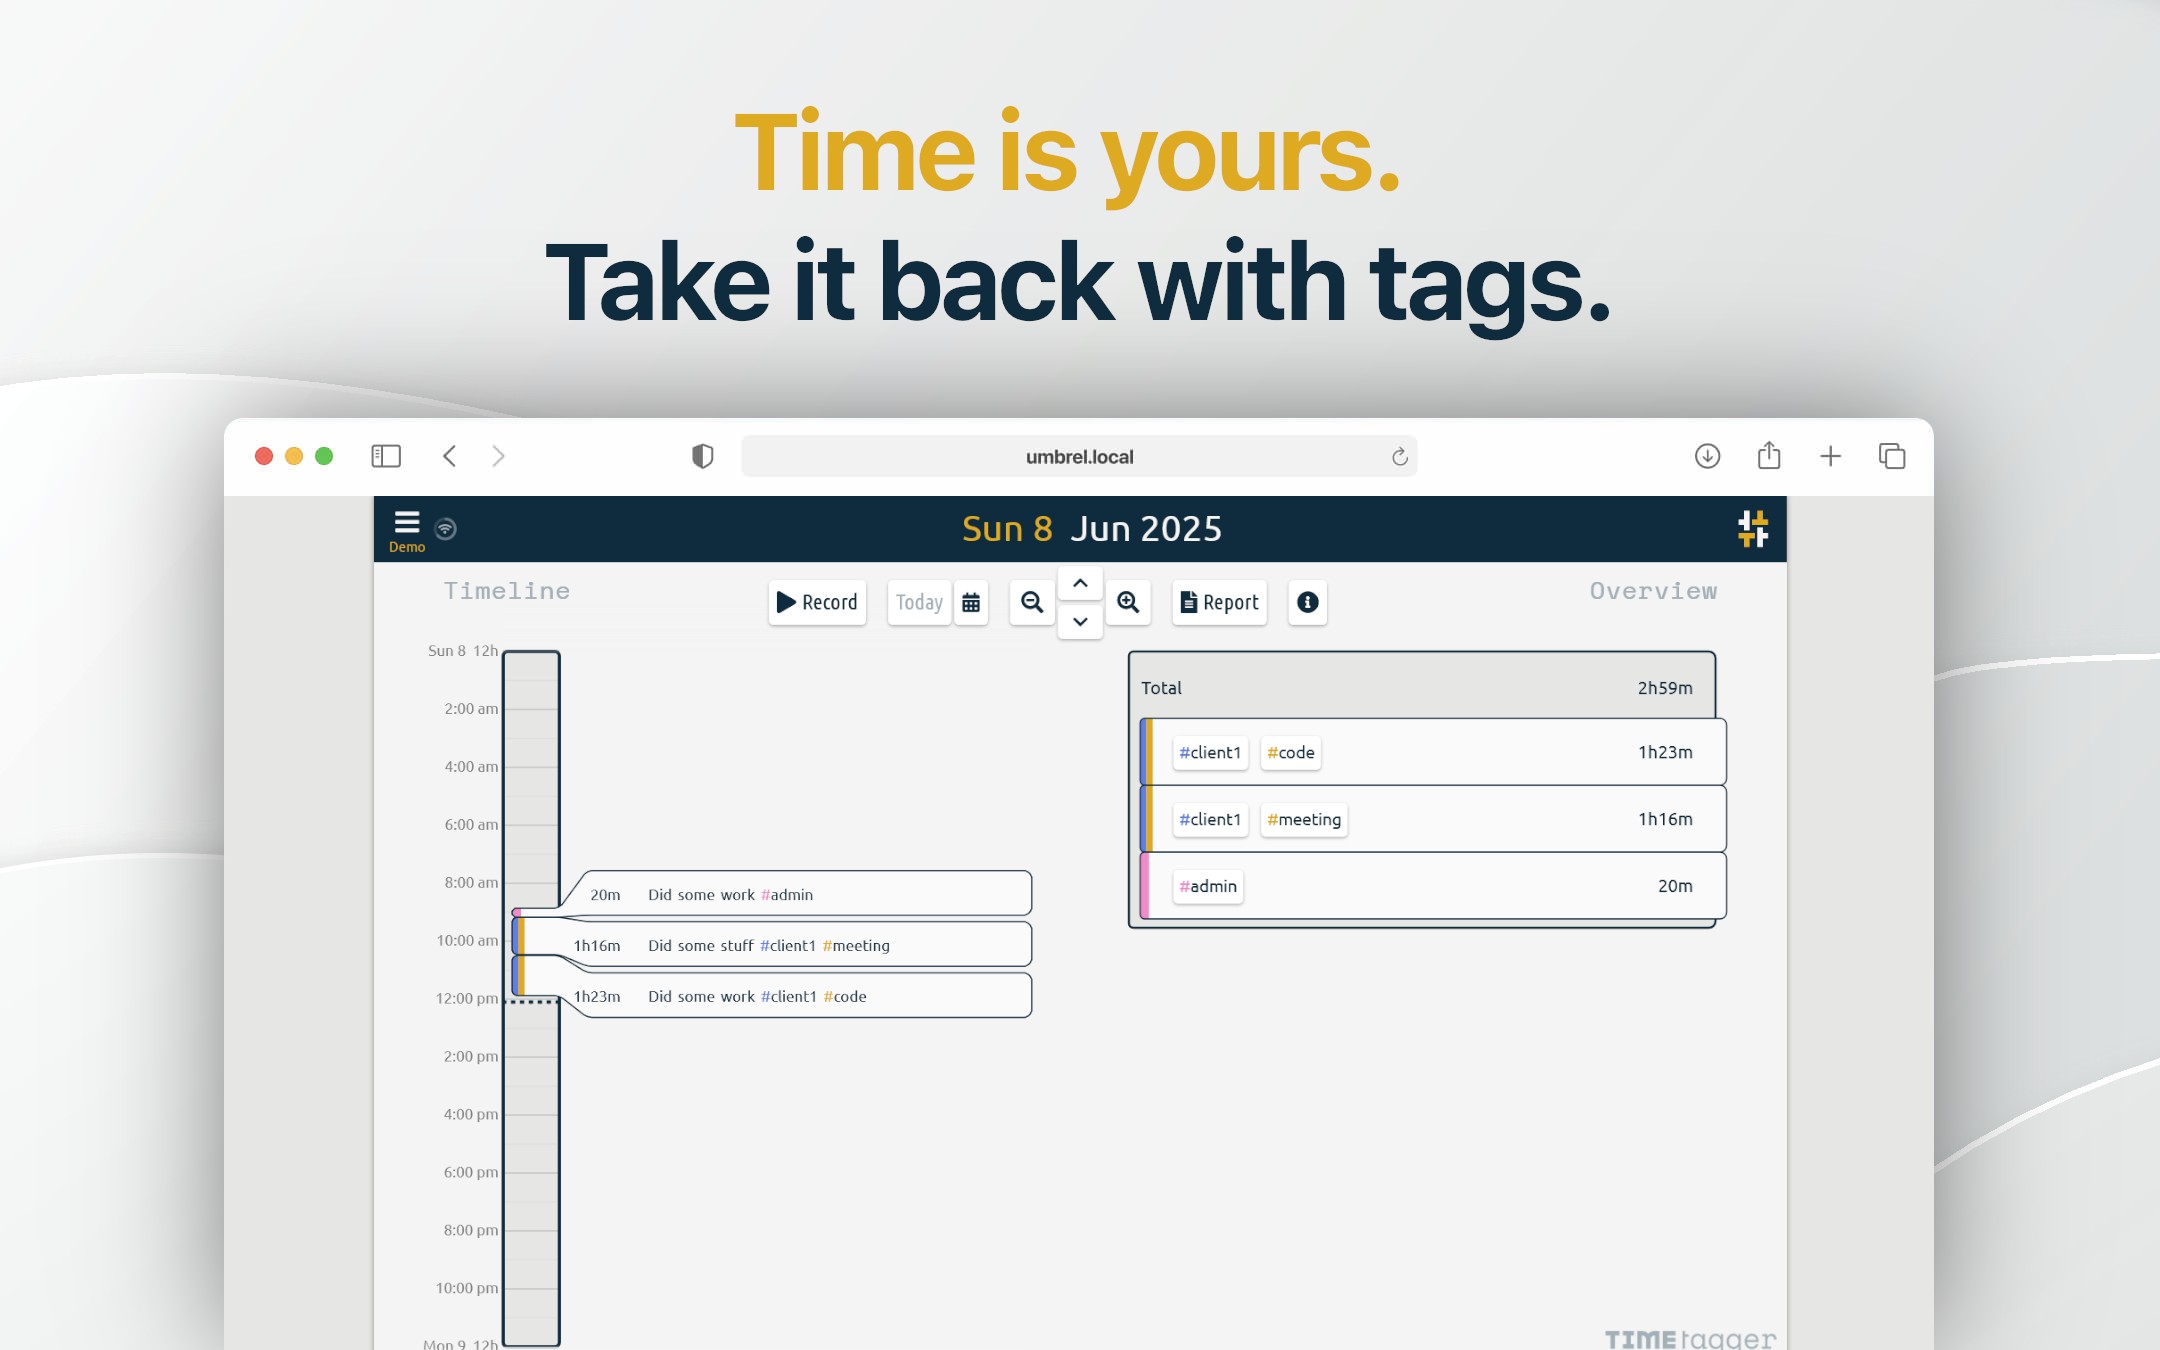 Time is yours.
Take it back with tags.
umbrel.local
Demo
Sun 8 Jun 2025
Timeline
Record
Today
Report
Overview
Sun 8 12h
2:00 am
4:00 am
6:00 am
8:00 am
10:00 am
12:00 pm
2:00 pm
4:00 pm
6:00 pm
8:00 pm
10:00 pm
Mon 9 12h
20m Did some work #admin
1h16m Did some stuff #client1 #meeting
1h23m Did some work #client1 #code
Total 2h59m
#client1 #code 1h23m
#client1 #meeting 1h16m
#admin 20m
TIMEtagger